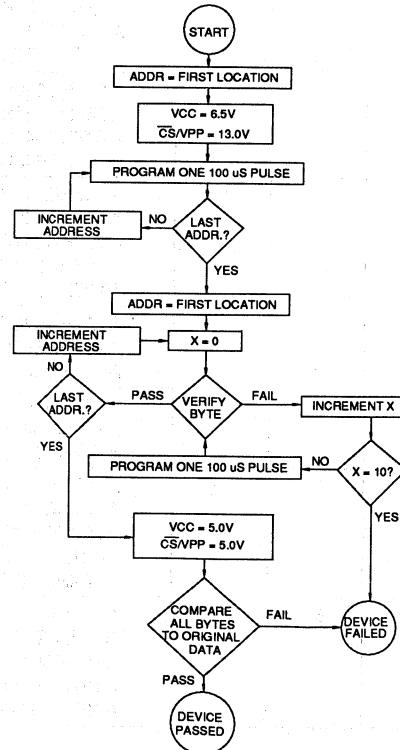 START
ADDR = FIRST LOCATION
VCC = 6.5V
C̅S̅/VPP = 13.0V
PROGRAM ONE 100 uS PULSE
INCREMENT
ADDRESS
NO
LAST
ADDR.?
YES
ADDR = FIRST LOCATION
INCREMENT
ADDRESS
X = 0
NO
LAST
ADDR.?
PASS
VERIFY
BYTE
FAIL
INCREMENT X
YES
PROGRAM ONE 100 uS PULSE
NO
X = 10?
YES
VCC = 5.0V
C̅S̅/VPP = 5.0V
COMPARE
ALL BYTES
TO ORIGINAL
DATA
FAIL
DEVICE
FAILED
PASS
DEVICE
PASSED